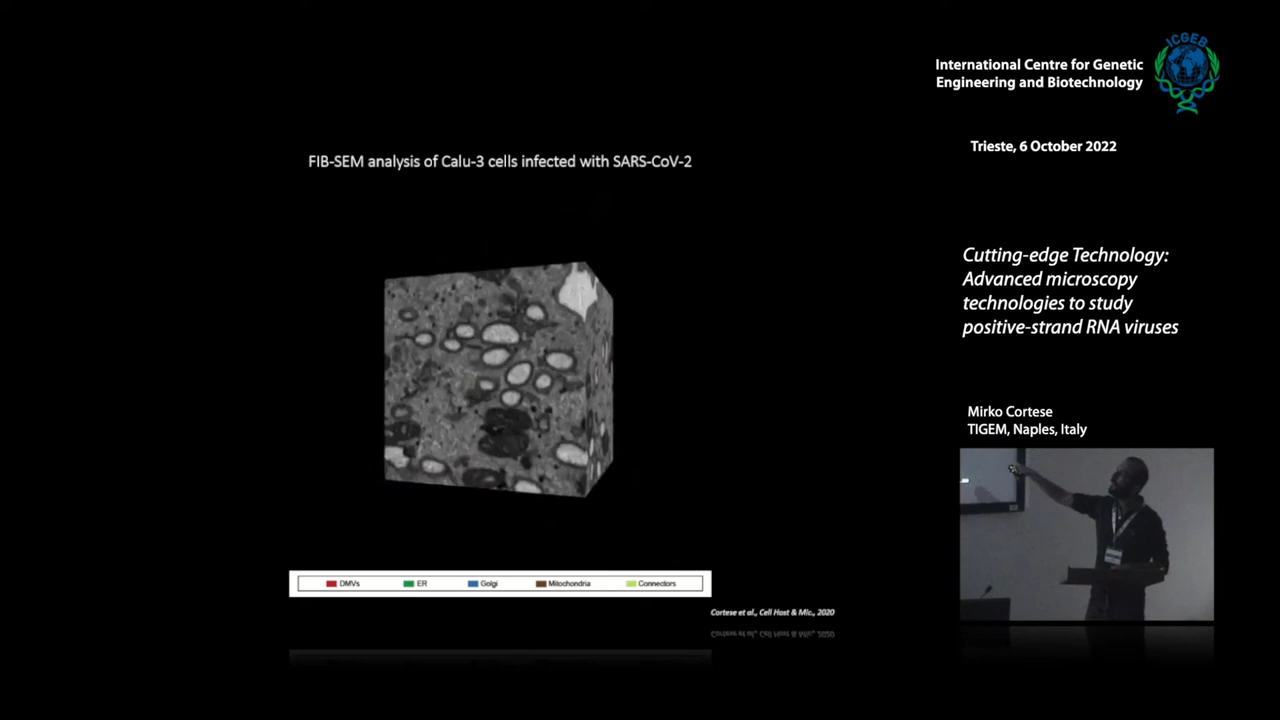 International Centre for Genetic
Engineering and Biotechnology
ICGEB
Trieste, 6 October 2022
FIB-SEM analysis of Calu-3 cells infected with SARS-CoV-2
Cutting-edge Technology:
Advanced microscopy
technologies to study
positive-strand RNA viruses
Mirko Cortese
TIGEM, Naples, Italy
DMVs ER Golgi Mitochondria Connectors
Cortese et al., Cell Host & Mic., 2020